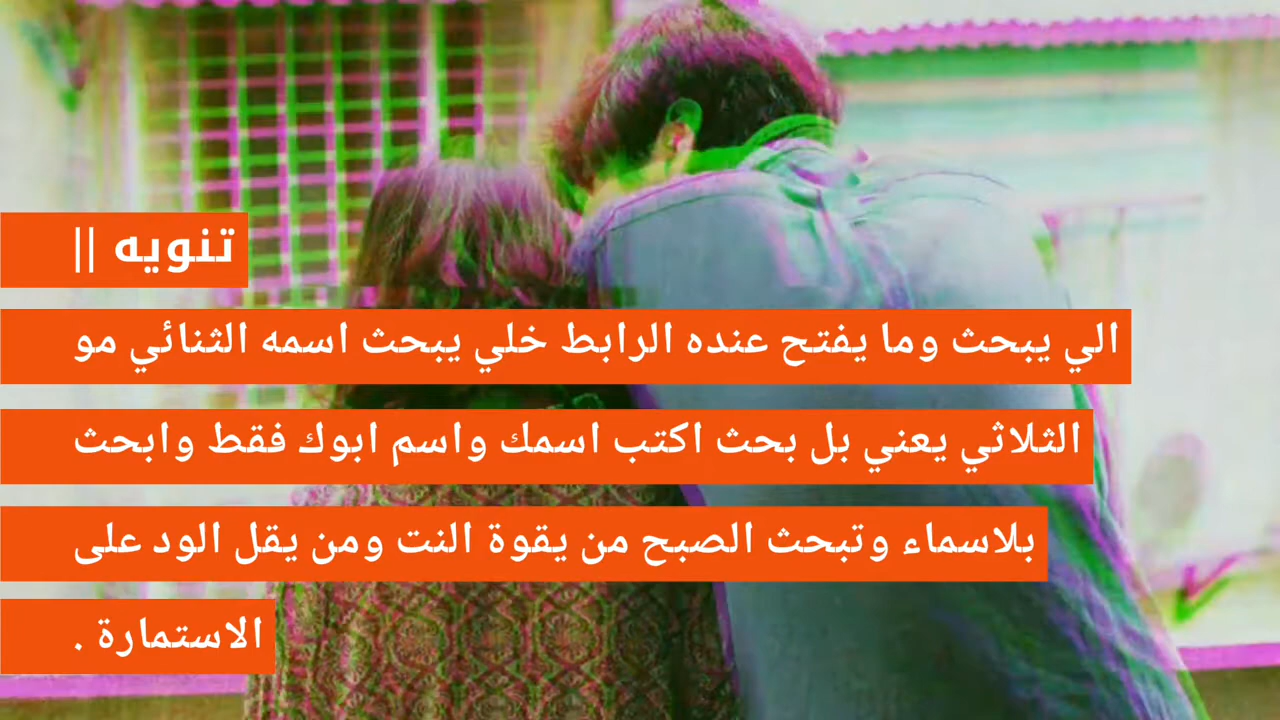 تنويه ||
الي يبحث وما يفتح عنده الرابط خلي يبحث اسمه الثنائي مو
الثلاثي يعني بل بحث اكتب اسمك واسم ابوك فقط وابحث
بلاسماء وتبحث الصبح من يقوة النت ومن يقل الود على
الاستمارة .